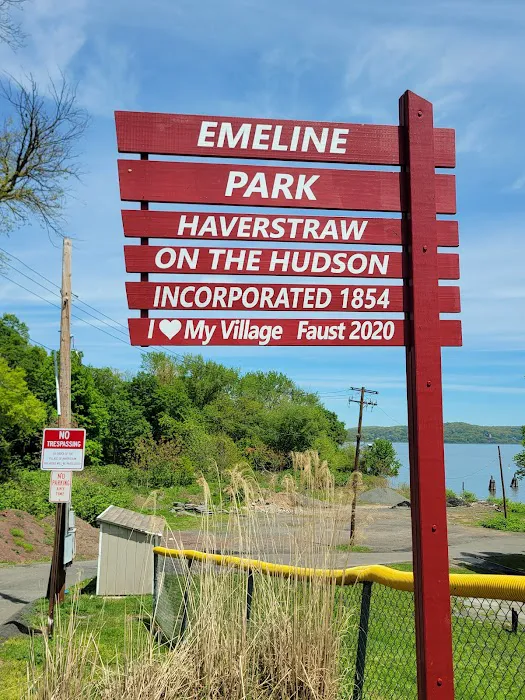 EMELINE
PARK
HAVERSTRAW
ON THE HUDSON
INCORPORATED 1854
I ♥ My Village Faust 2020
NO
TRESPASSING
NO
PARKING